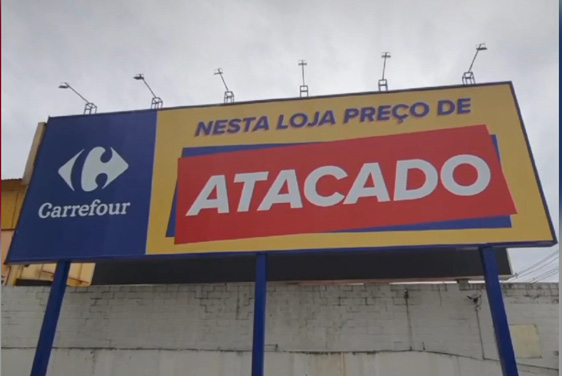 Carrefour
NESTA LOJA PREÇO DE
ATACADO